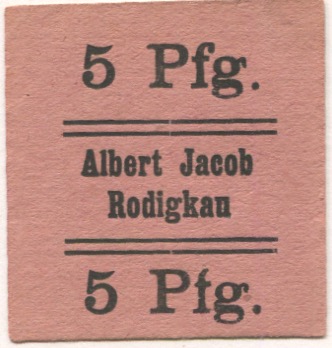 5 Pfg.
Albert Jacob
Rodigkau
5 Pfg.